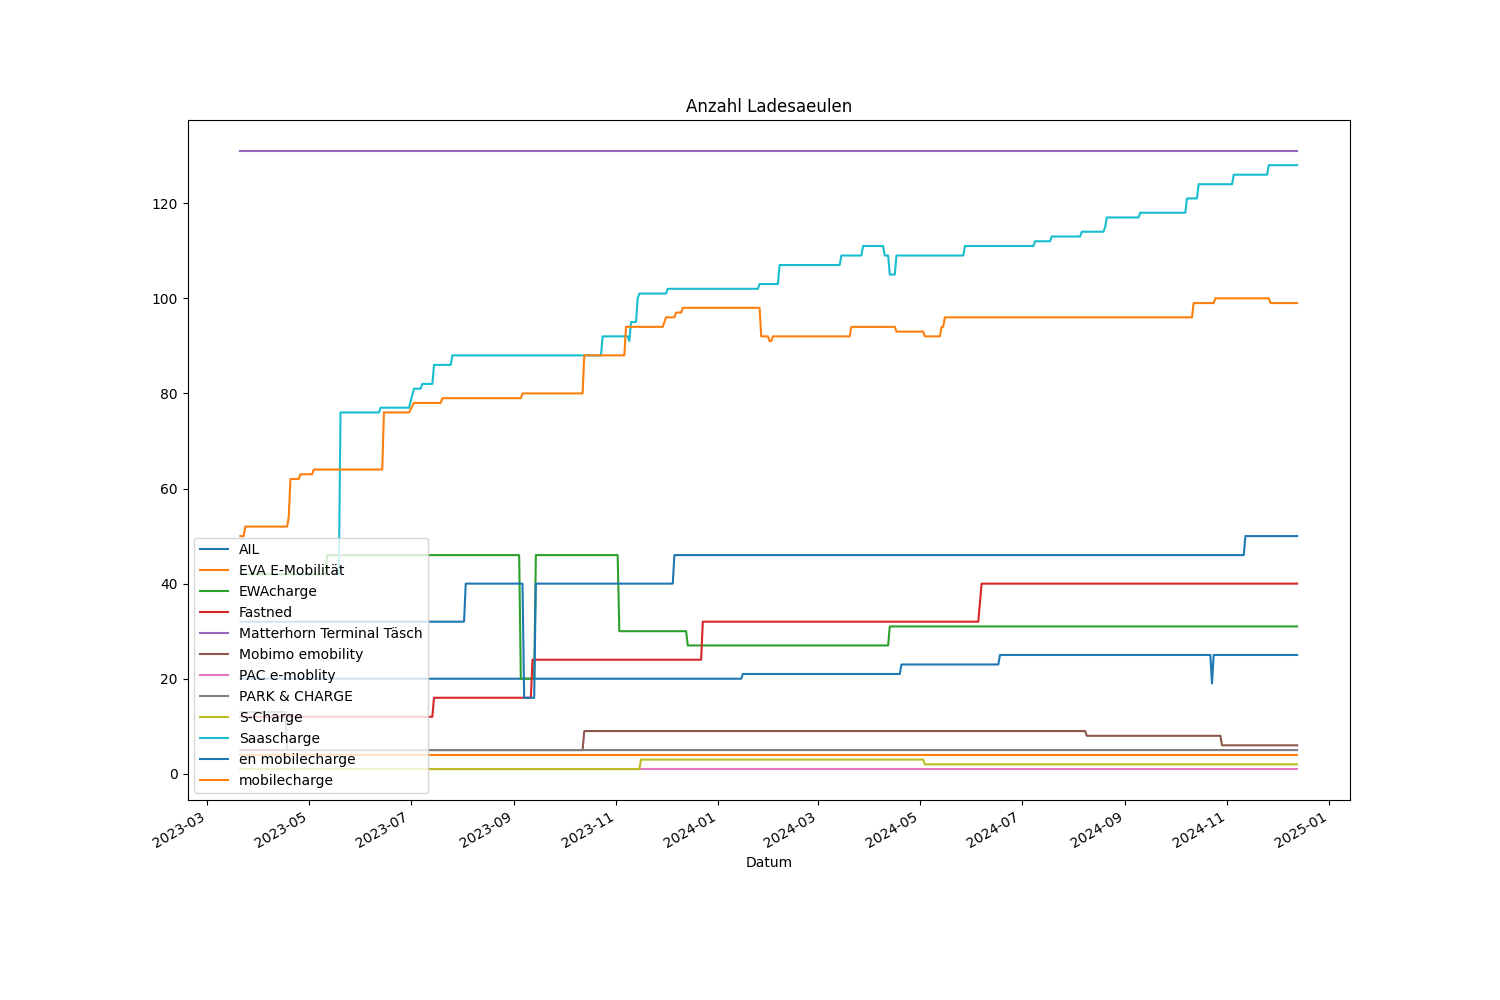 Anzahl Ladesaeulen
120
100
80
60
40
20
0
AIL
EVA E-Mobilität
EWAcharge
Fastned
Matterhorn Terminal Täsch
Mobimo emobility
PAC e-moblity
PARK & CHARGE
S-Charge
Saascharge
en mobilecharge
mobilecharge
2023-03
2023-05
2023-07
2023-09
2023-11
2024-01
2024-03
2024-05
2024-07
2024-09
2024-11
2025-01
Datum